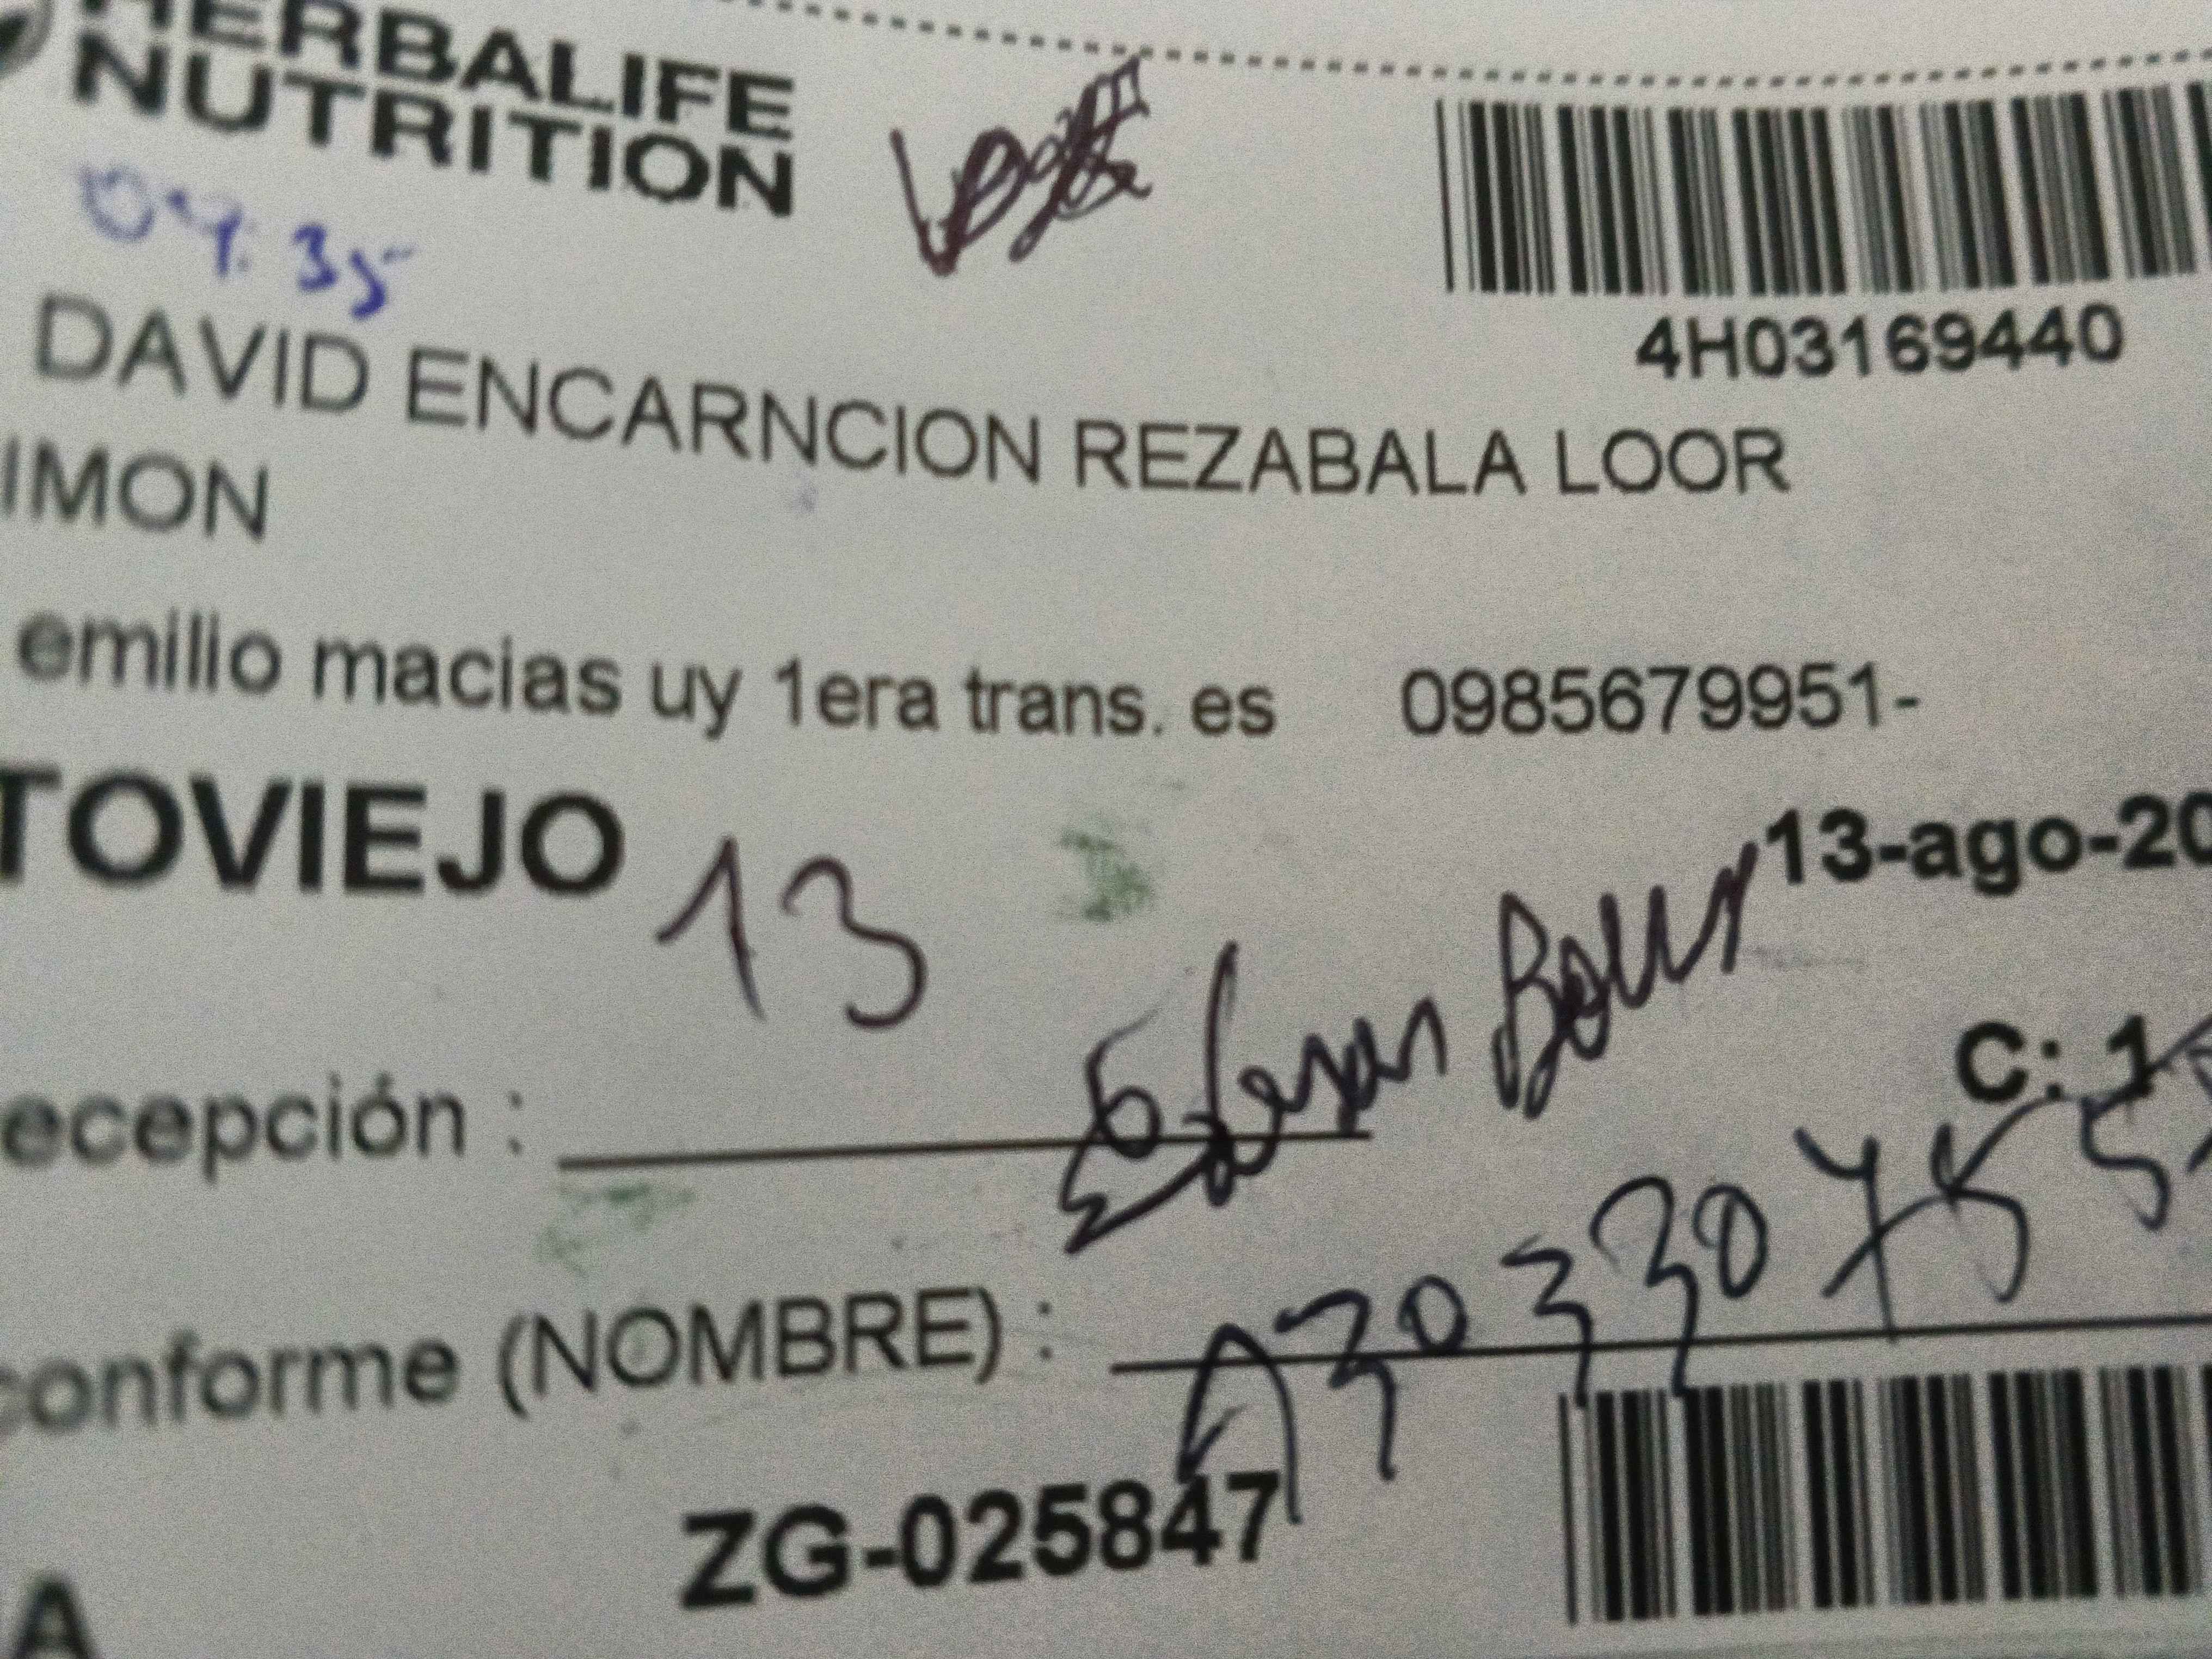 HERBALIFE
NUTRITION
4H03169440
DAVID ENCARNCION REZABALA LOOR
IMON
emilio macias uy 1era trans. es 0985679951-
TOVIEJO 13-ago-20
13
ecepción :
C: 1
conforme (NOMBRE) :
ZG-025847
A